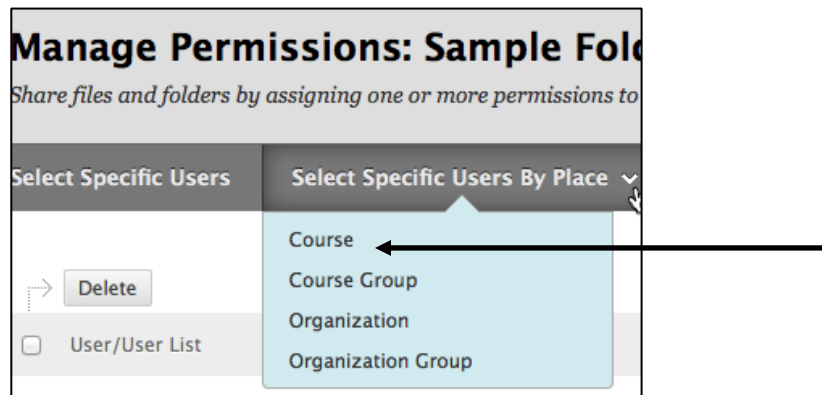 Manage Permissions: Sample Fold
Share files and folders by assigning one or more permissions to
Select Specific Users
Select Specific Users By Place
Course
Course Group
Organization
Organization Group
Delete
User/User List